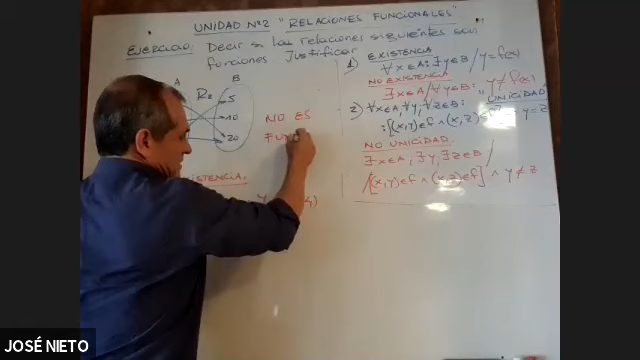 UNIDAD Nº2 "RELACIONES FUNCIONALES"
EJERCICIO: Decir si las relaciones siguientes son
funciones Justificar
A B
R2
5
10
20
NO ES
FUN
1) EXISTENCIA
∀x∈A: ∃y∈B / y=f(x)
NO EXISTENCIA
∃x∈A / ∀y∈B: y≠f(x)
UNICIDAD
2) ∀x∈A, ∀y, ∀z∈B:
:[(x,y)∈f ∧ (x,z)∈f] y=z
NO UNICIDAD
∃x∈A, ∃y, ∃z∈B /
/[(x,y)∈f ∧ (x,z)∈f] ∧ y≠z
JOSÉ NIETO